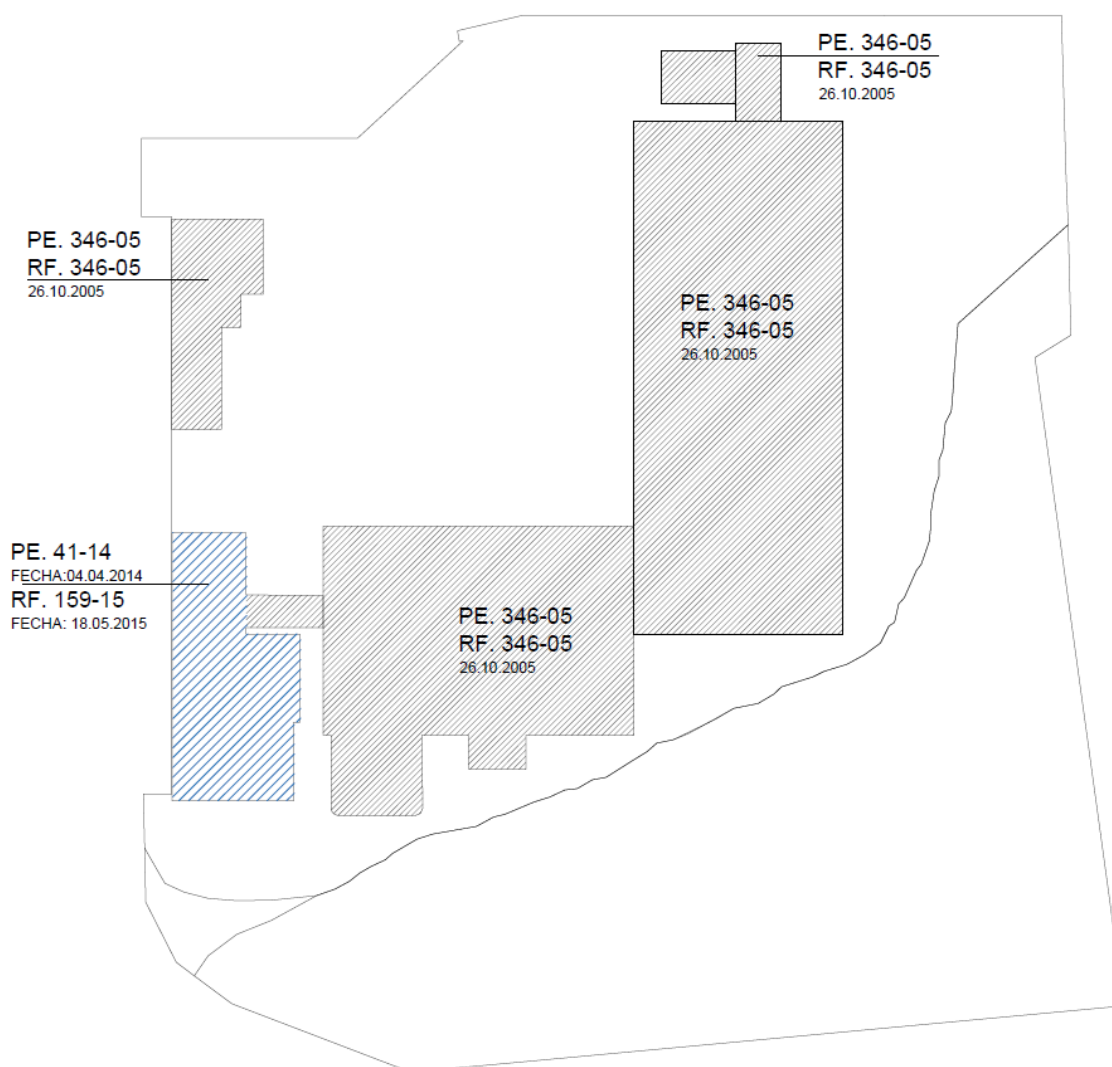 PE. 346-05
RF. 346-05
26.10.2005
PE. 346-05
RF. 346-05
26.10.2005
PE. 346-05
RF. 346-05
26.10.2005
PE. 41-14
FECHA:04.04.2014
RF. 159-15
FECHA: 18.05.2015
PE. 346-05
RF. 346-05
26.10.2005